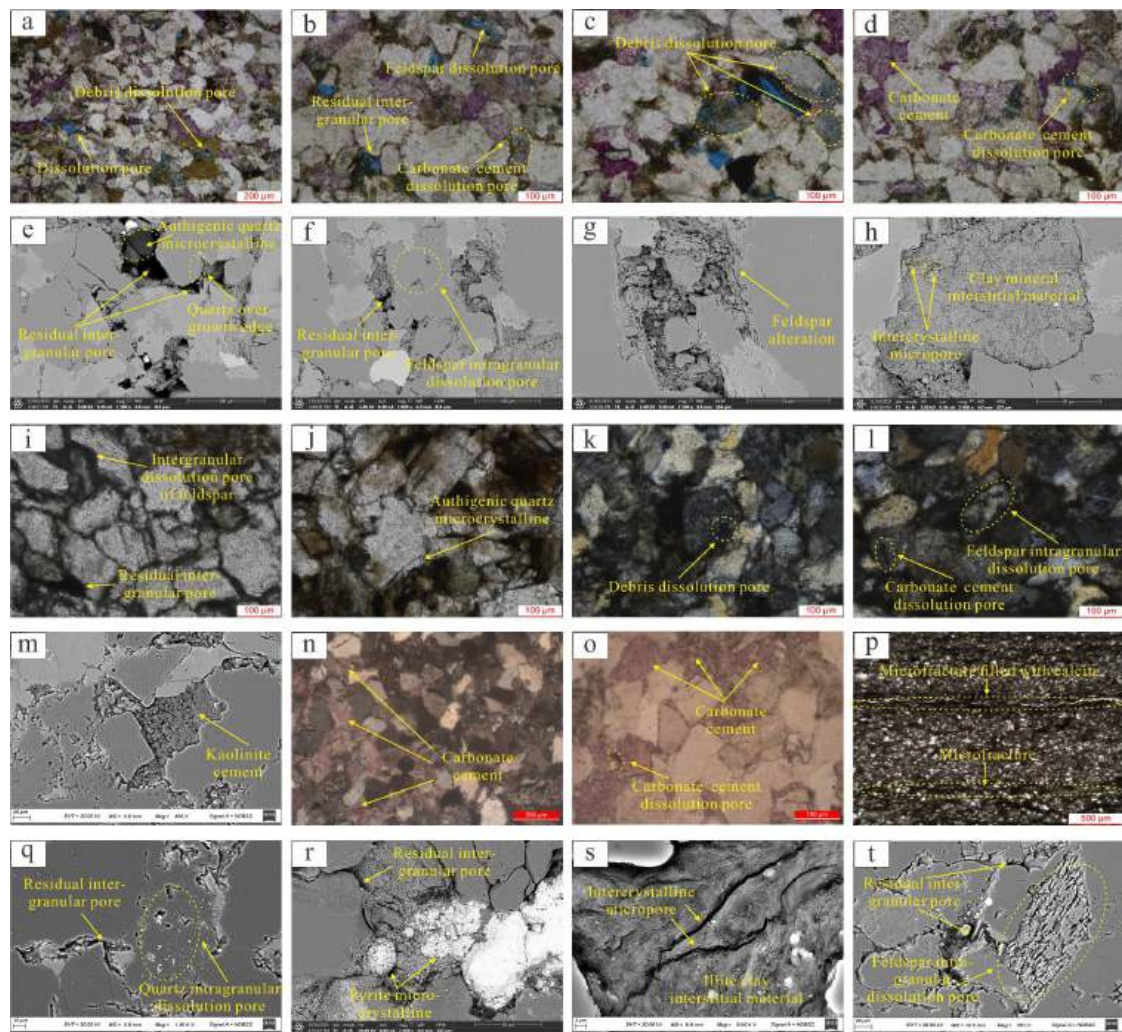 a
Debris dissolution pore
Dissolution pore
200 μm
b
Feldspar dissolution pore
Residual inter-
granular pore
Carbonate cement
dissolution pore
100 μm
c
Debris dissolution pore
100 μm
d
Carbonate
cement
Carbonate cement
dissolution pore
100 μm
e
Authigenic quartz
microcrystalline
Residual inter-
granular pore
Quartz over-
growth edge
f
Residual inter-
granular pore
Feldspar intragranular
dissolution pore
g
Feldspar
alteration
h
Clay mineral
interstitial material
Intercrystalline
micropore
i
Intergranular
dissolution pore
of feldspar
Residual inter-
granular pore
100 μm
j
Authigenic quartz
microcrystalline
100 μm
k
Debris dissolution pore
100 μm
l
Feldspar intragranular
dissolution pore
Carbonate cement
dissolution pore
100 μm
m
Kaolinite
cement
n
Carbonate
cement
o
Carbonate
cement
Carbonate cement
dissolution pore
p
Microfracture filled with calcite
Microfracture
500 μm
q
Residual inter-
granular pore
Quartz intragranular
dissolution pore
r
Residual inter-
granular pore
Pyrite micro-
crystalline
s
Intercrystalline
micropore
Illite clay
interstitial material
t
Residual inter-
granular pore
Feldspar intra-
granular
dissolution pore